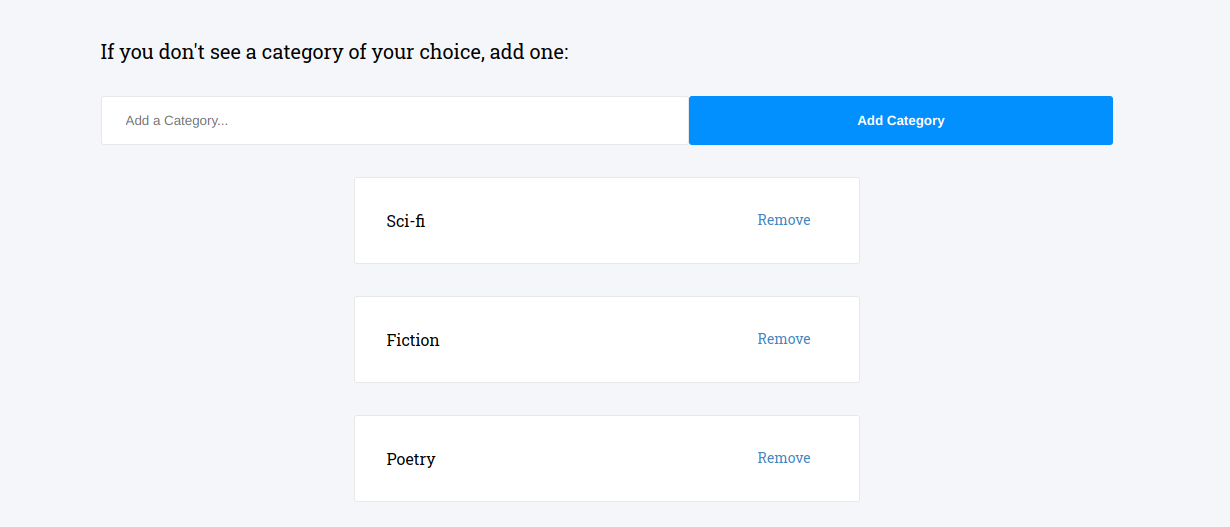 If you don't see a category of your choice, add one:
Add a Category...
Add Category
Sci-fi
Remove
Fiction
Remove
Poetry
Remove